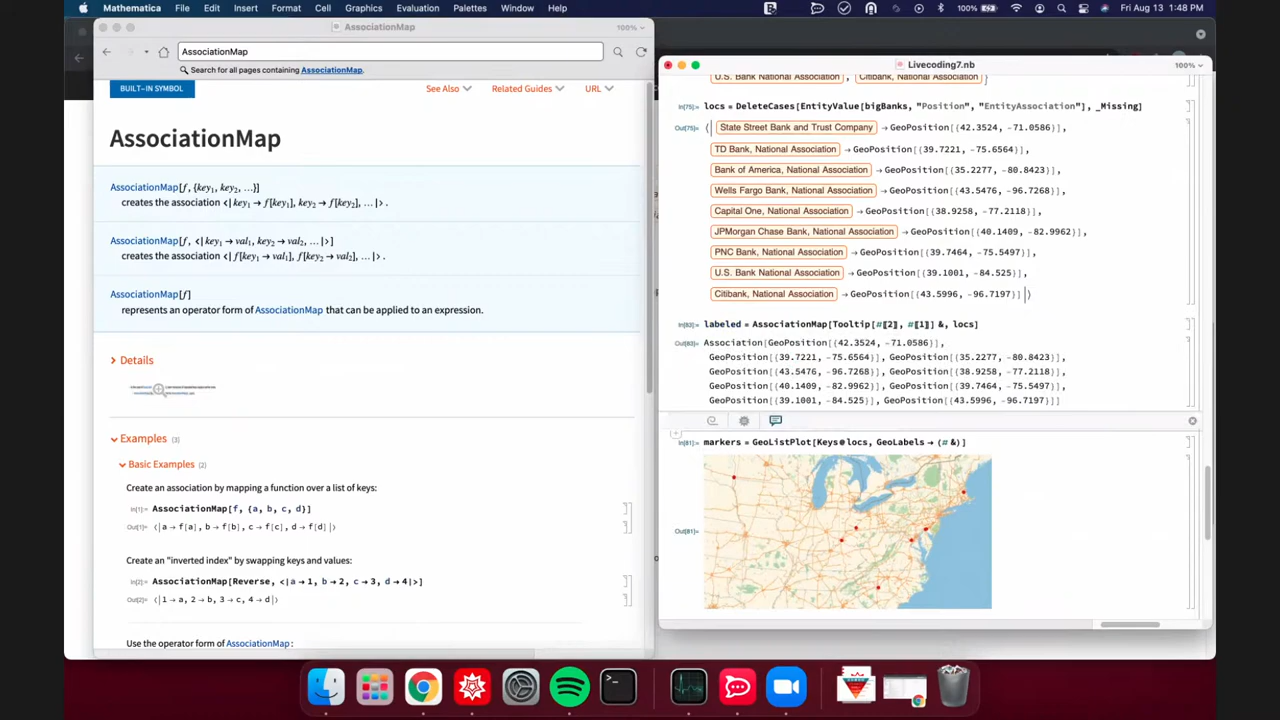 Mathematica File Edit Insert Format Cell Graphics Evaluation Palettes Window Help
100% Fri Aug 13 1:48 PM
AssociationMap
100%
AssociationMap
Search for all pages containing AssociationMap.
BUILT-IN SYMBOL
See Also Related Guides URL
AssociationMap
AssociationMap[f, {key1, key2, …}]
creates the association <|key1 → f[key1], key2 → f[key2], …|>.
AssociationMap[f, <|key1 → val1, key2 → val2, …|>]
creates the association <|f[key1 → val1], f[key2 → val2], …|>.
AssociationMap[f]
represents an operator form of AssociationMap that can be applied to an expression.
Details
Examples (3)
Basic Examples (2)
Create an association by mapping a function over a list of keys:
In[1]:= AssociationMap[f, {a, b, c, d}]
Out[1]= <|a → f[a], b → f[b], c → f[c], d → f[d]|>
Create an "inverted index" by swapping keys and values:
In[2]:= AssociationMap[Reverse, <|a → 1, b → 2, c → 3, d → 4|>]
Out[2]= <|1 → a, 2 → b, 3 → c, 4 → d|>
Use the operator form of AssociationMap:
Livecoding7.nb
100%
U.S. Bank National Association, Citibank, National Association}
In[75]:= locs = DeleteCases[EntityValue[bigBanks, "Position", "EntityAssociation"], _Missing]
Out[75]= <|State Street Bank and Trust Company → GeoPosition[{42.3524, -71.0586}],
TD Bank, National Association → GeoPosition[{39.7221, -75.6564}],
Bank of America, National Association → GeoPosition[{35.2277, -80.8423}],
Wells Fargo Bank, National Association → GeoPosition[{43.5476, -96.7268}],
Capital One, National Association → GeoPosition[{38.9258, -77.2118}],
JPMorgan Chase Bank, National Association → GeoPosition[{40.1409, -82.9962}],
PNC Bank, National Association → GeoPosition[{39.7464, -75.5497}],
U.S. Bank National Association → GeoPosition[{39.1001, -84.525}],
Citibank, National Association → GeoPosition[{43.5996, -96.7197}]|>
In[83]:= labeled = AssociationMap[Tooltip[#[[2]], #[[1]]] &, locs]
Out[83]= Association[GeoPosition[{42.3524, -71.0586}],
GeoPosition[{39.7221, -75.6564}], GeoPosition[{35.2277, -80.8423}],
GeoPosition[{43.5476, -96.7268}], GeoPosition[{38.9258, -77.2118}],
GeoPosition[{40.1409, -82.9962}], GeoPosition[{39.7464, -75.5497}],
GeoPosition[{39.1001, -84.525}], GeoPosition[{43.5996, -96.7197}]]
In[81]:= markers = GeoListPlot[Keys@locs, GeoLabels → (# &)]
Out[81]=